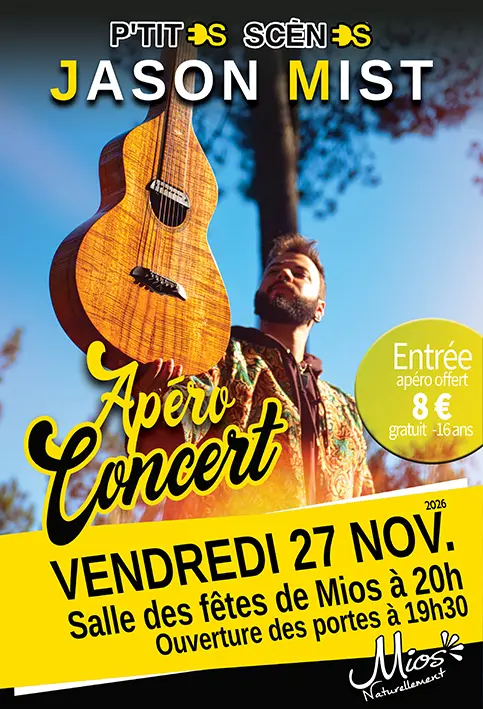 P'TITES SCÈNES
JASON MIST
Apéro
Concert
Entrée
apéro offert
8 €
gratuit -16 ans
2026
VENDREDI 27 NOV.
Salle des fêtes de Mios à 20h
Ouverture des portes à 19h30
Mios
Naturellement